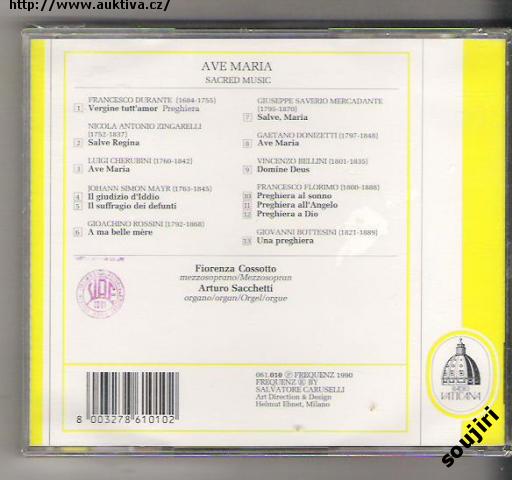 http://www.auktiva.cz/
AVE MARIA
SACRED MUSIC
FRANCESCO DURANTE (1684-1755)
1 Vergine tutt'amor Preghiera
NICOLA ANTONIO ZINGARELLI
(1752-1837)
2 Salve Regina
LUIGI CHERUBINI (1760-1842)
3 Ave Maria
JOHANN SIMON MAYR (1763-1845)
4 Il giudizio d'Iddio
5 Il suffragio dei defunti
GIOACHINO ROSSINI (1792-1868)
6 A ma belle mère
GIUSEPPE SAVERIO MERCADANTE
(1795-1870)
7 Salve, Maria
GAETANO DONIZETTI (1797-1848)
8 Ave Maria
VINCENZO BELLINI (1801-1835)
9 Domine Deus
FRANCESCO FLORIMO (1800-1888)
10 Preghiera al sonno
11 Preghiera all'Angelo
12 Preghiera a Dio
GIOVANNI BOTTESINI (1821-1889)
13 Una preghiera
Fiorenza Cossotto
mezzosoprano/Mezzosopran
Arturo Sacchetti
organo/organ/Orgel/orgue
SIAE
061.010 ℗ FREQUENZ 1990
FREQUENZ ® BY
SALVATORE CARUSELLI
Art Direction & Design
Helmut Ebnet, Milano
8 003278 610102
RADIO
VATICANA
soujiri